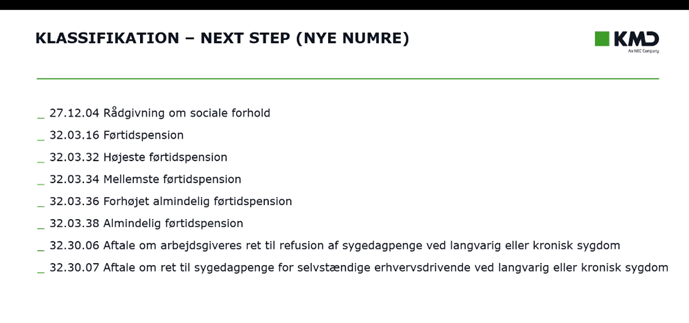 KLASSIFIKATION – NEXT STEP (NYE NUMRE)
KMD
An NEC Company
_ 27.12.04 Rådgivning om sociale forhold
_ 32.03.16 Førtidspension
_ 32.03.32 Højeste førtidspension
_ 32.03.34 Mellemste førtidspension
_ 32.03.36 Forhøjet almindelig førtidspension
_ 32.03.38 Almindelig førtidspension
_ 32.30.06 Aftale om arbejdsgiveres ret til refusion af sygedagpenge ved langvarig eller kronisk sygdom
_ 32.30.07 Aftale om ret til sygedagpenge for selvstændige erhvervsdrivende ved langvarig eller kronisk sygdom